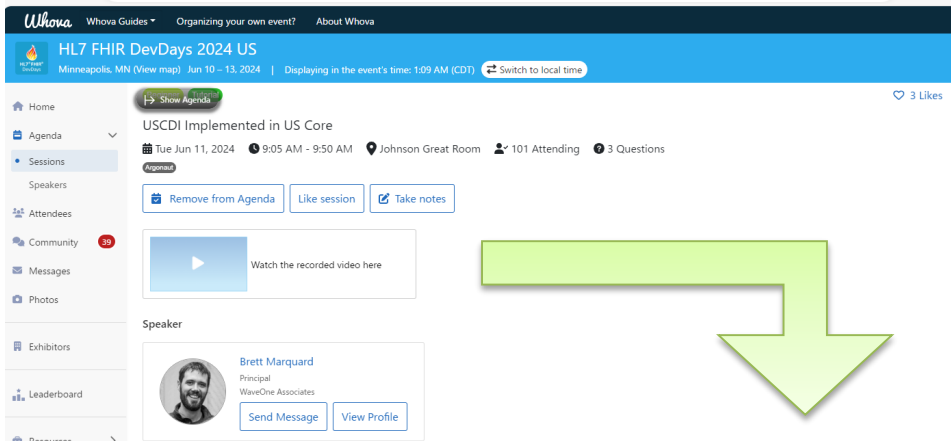 Whova Whova Guides Organizing your own event? About Whova
HL7 FHIR DevDays 2024 US
Minneapolis, MN (View map) Jun 10 – 13, 2024 | Displaying in the event's time: 1:09 AM (CDT) Switch to local time
HL7 FHIR
DevDays
Home
Agenda
Sessions
Speakers
Attendees
Community 39
Messages
Photos
Exhibitors
Leaderboard
Resources
Show Agenda Tutorial
3 Likes
USCDI Implemented in US Core
Tue Jun 11, 2024 9:05 AM - 9:50 AM Johnson Great Room 101 Attending 3 Questions
Argonaut
Remove from Agenda Like session Take notes
Watch the recorded video here
Speaker
Brett Marquard
Principal
WaveOne Associates
Send Message View Profile